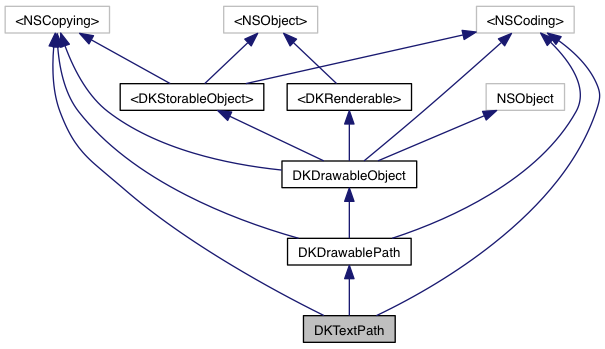 <NSCopying>
<NSObject>
<NSCoding>
<DKStorableObject>
<DKRenderable>
NSObject
DKDrawableObject
DKDrawablePath
DKTextPath